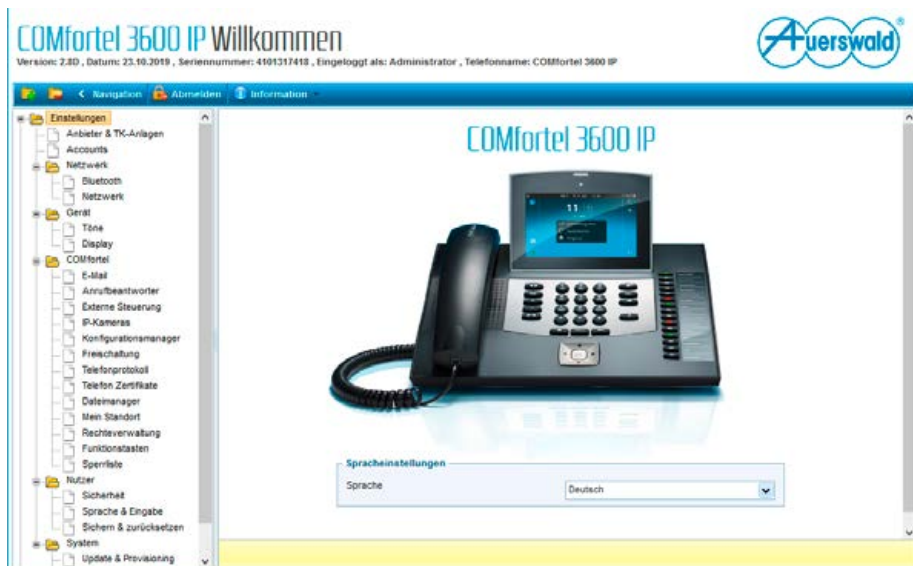 COMfortel 3600 IP Willkommen
Auerswald
Version: 2.8D , Datum: 23.10.2019 , Seriennummer: 4101317418 , Eingeloggt als: Administrator , Telefonname: COMfortel 3600 IP
Navigation Abmelden Information
Einstellungen
Anbieter & TK-Anlagen
Accounts
Netzwerk
Bluetooth
Netzwerk
Gerät
Töne
Display
COMfortel
E-Mail
Anrufbeantworter
Externe Steuerung
IP-Kameras
Konfigurationsmanager
Freischaltung
Telefonprotokoll
Telefon Zertifikate
Dateimanager
Mein Standort
Rechteverwaltung
Funktionstasten
Sperrliste
Nutzer
Sicherheit
Sprache & Eingabe
Sichern & zurücksetzen
System
Update & Provisioning
COMfortel 3600 IP
11
Spracheinstellungen
Sprache
Deutsch